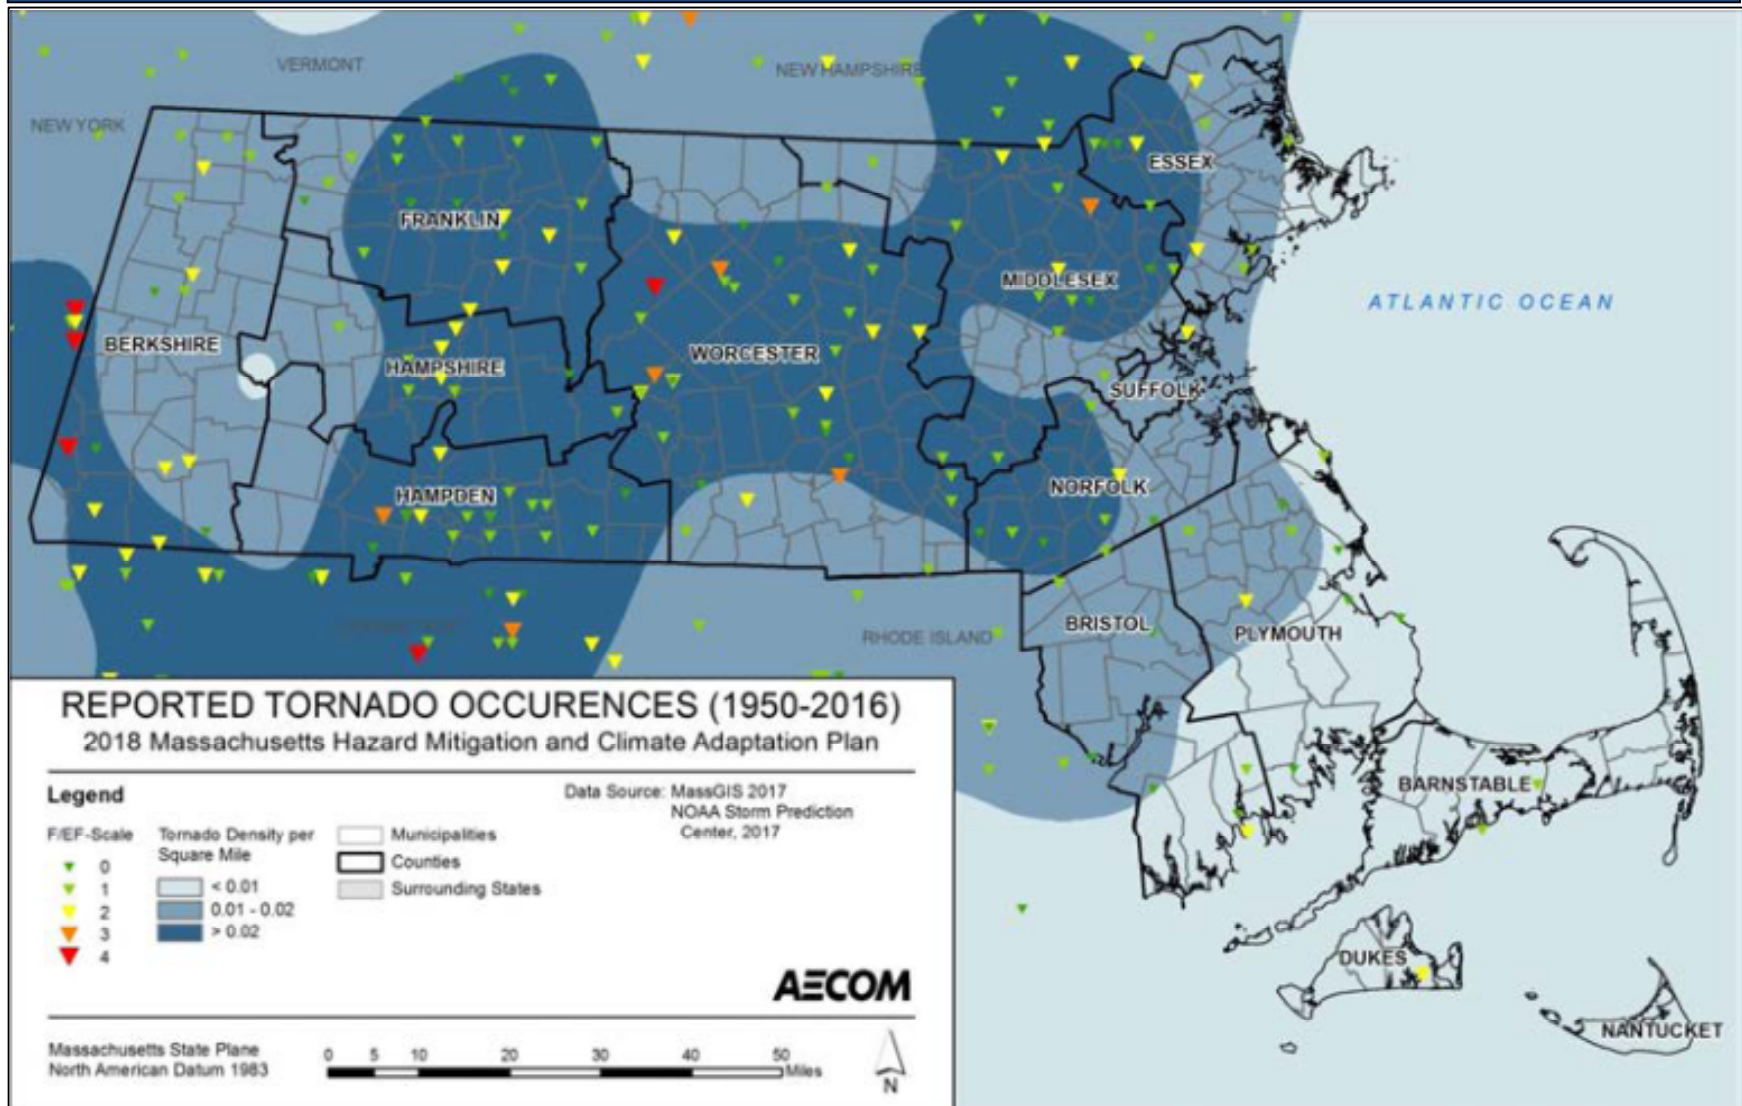 VERMONT
NEW HAMPSHIRE
NEW YORK
ESSEX
FRANKLIN
MIDDLESEX
ATLANTIC OCEAN
BERKSHIRE
WORCESTER
HAMPSHIRE
SUFFOLK
NORFOLK
HAMPDEN
BRISTOL
PLYMOUTH
RHODE ISLAND
BARNSTABLE
DUKES
NANTUCKET
REPORTED TORNADO OCCURENCES (1950-2016)
2018 Massachusetts Hazard Mitigation and Climate Adaptation Plan
Legend
Data Source: MassGIS 2017
NOAA Storm Prediction
Center, 2017
F/EF-Scale
0
1
2
3
4
Tornado Density per
Square Mile
< 0.01
0.01 - 0.02
> 0.02
Municipalities
Counties
Surrounding States
AECOM
Massachusetts State Plane
North American Datum 1983
0 5 10 20 30 40 50
Miles
N